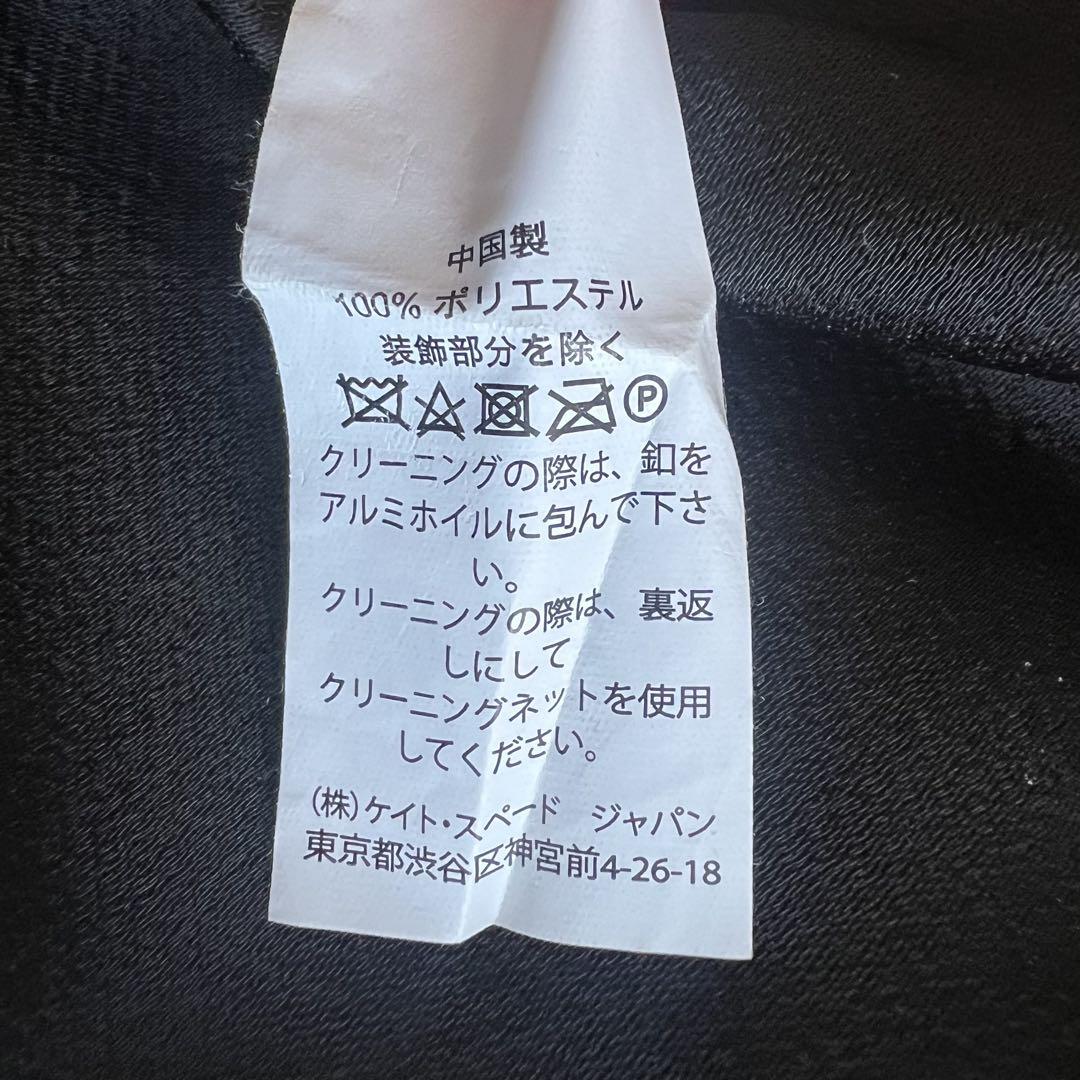 中国製
100% ポリエステル
装飾部分を除く
P
クリーニングの際は、釦を
アルミホイルに包んで下さ
い。
クリーニングの際は、裏返
しにして
クリーニングネットを使用
してください。
(株)ケイト・スペード ジャパン
東京都渋谷区神宮前4-26-18